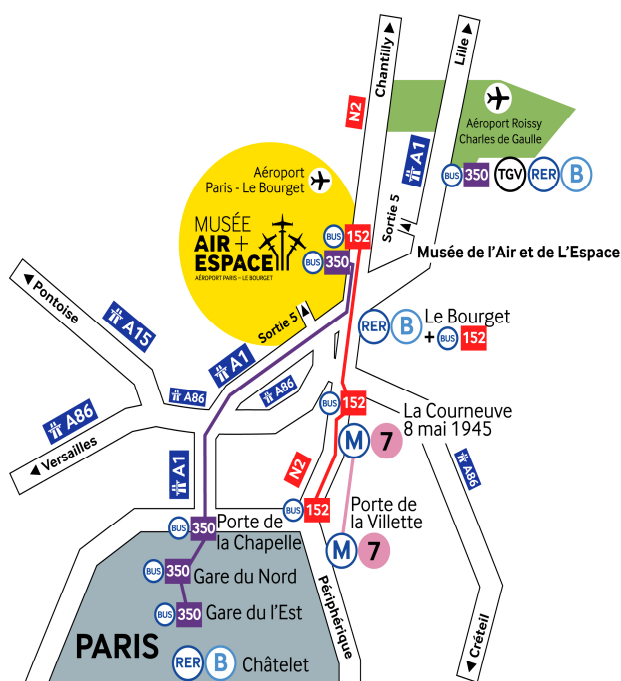 Chantilly
Lille
N2
Aéroport Roissy
Charles de Gaulle
A1
BUS 350 TGV RER B
Aéroport
Paris - Le Bourget
MUSÉE
AIR +
ESPACE
AÉROPORT PARIS – LE BOURGET
BUS 152
BUS 350
Sortie 5
Musée de l'Air et de L'Espace
Pontoise
A15
Sortie 5
RER B Le Bourget
+ BUS 152
A1
A86
A86
A86
Versailles
BUS 152
La Courneuve
8 mai 1945
M 7
A1
N2
A86
BUS 152
Porte de
la Villette
M 7
BUS 350 Porte de
la Chapelle
BUS 350 Gare du Nord
BUS 350 Gare du l'Est
Périphérique
Créteil
PARIS
RER B Châtelet